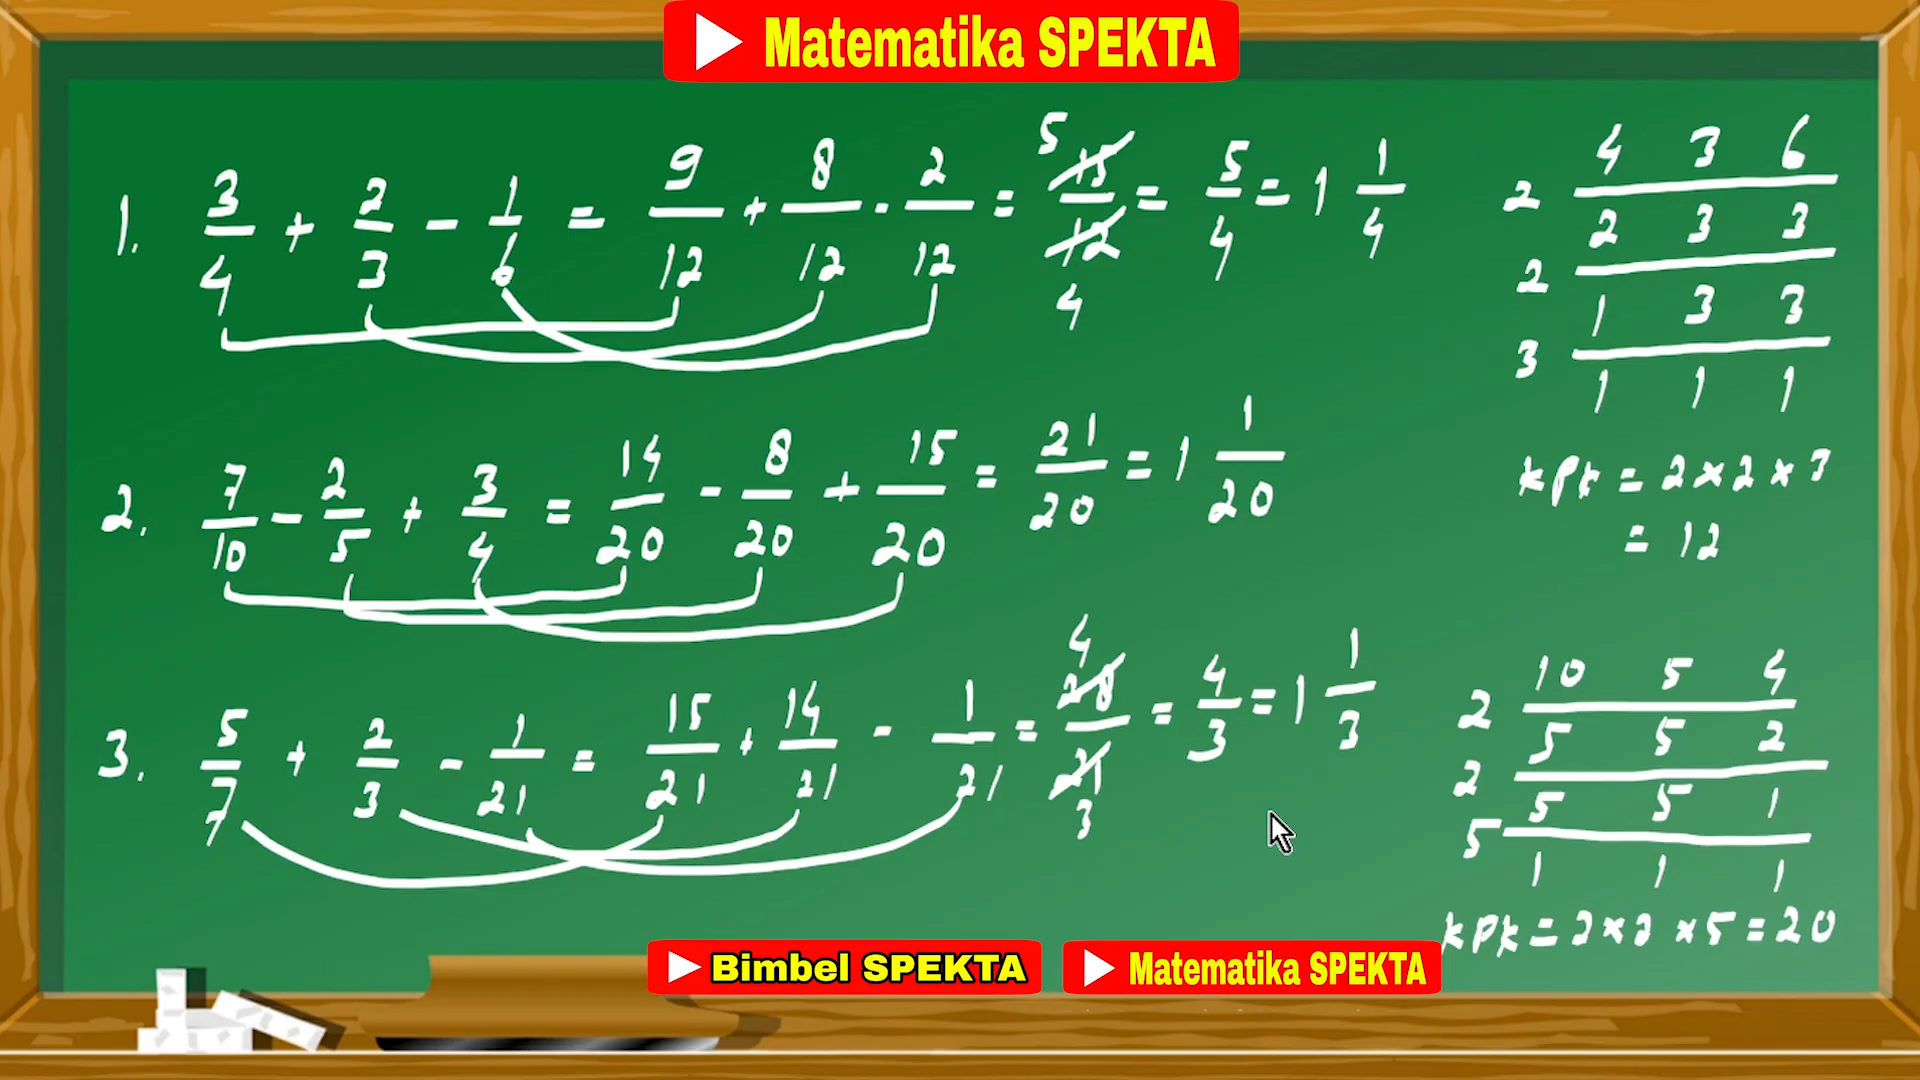 Matematika SPEKTA
1. 3/4 + 2/3 - 1/6 = 9/12 + 8/12 - 2/12 = 15/12 5/4 = 5/4 = 1 1/4
2. 7/10 - 2/5 + 3/4 = 14/20 - 8/20 + 15/20 = 21/20 = 1 1/20
3. 5/7 + 2/3 - 1/21 = 15/21 + 14/21 - 1/21 = 28/21 4/3 = 4/3 = 1 1/3
4 3 6
2 2 3 3
2 1 3 3
3 1 1 1
kpk = 2 x 2 x 3
= 12
10 5 4
2 5 5 2
2 5 5 1
5 1 1 1
kpk = 2 x 2 x 5 = 20
Bimbel SPEKTA
Matematika SPEKTA